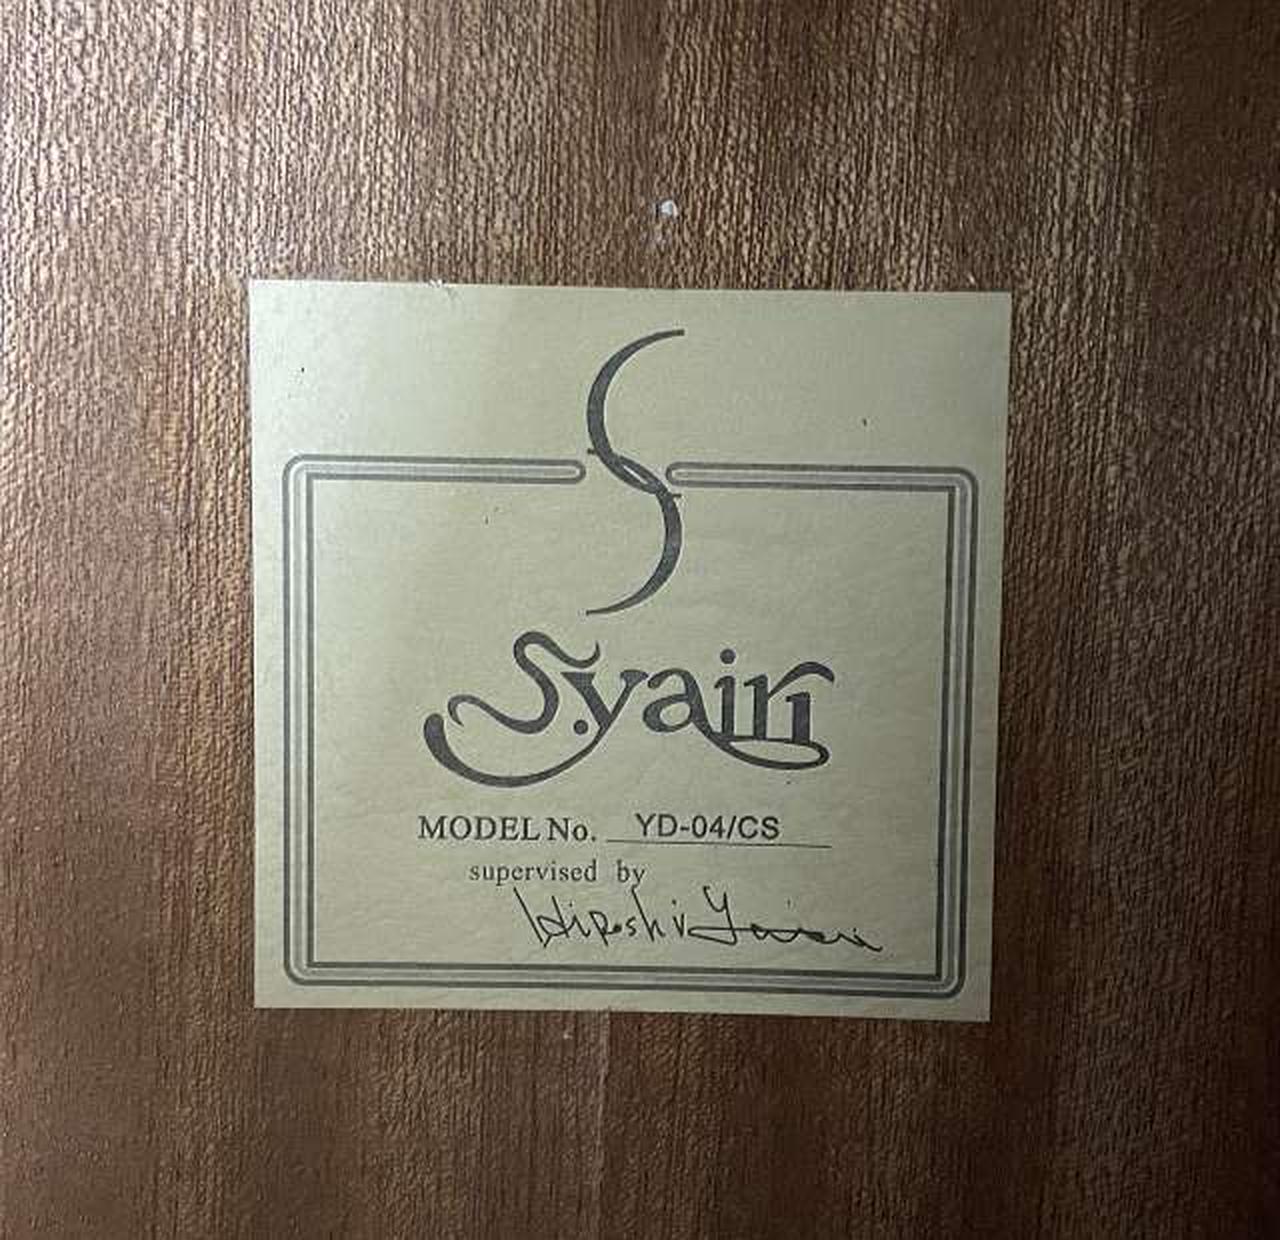 S
S.yairi
MODEL No. YD-04/CS
supervised by
Hiroshi Yairi